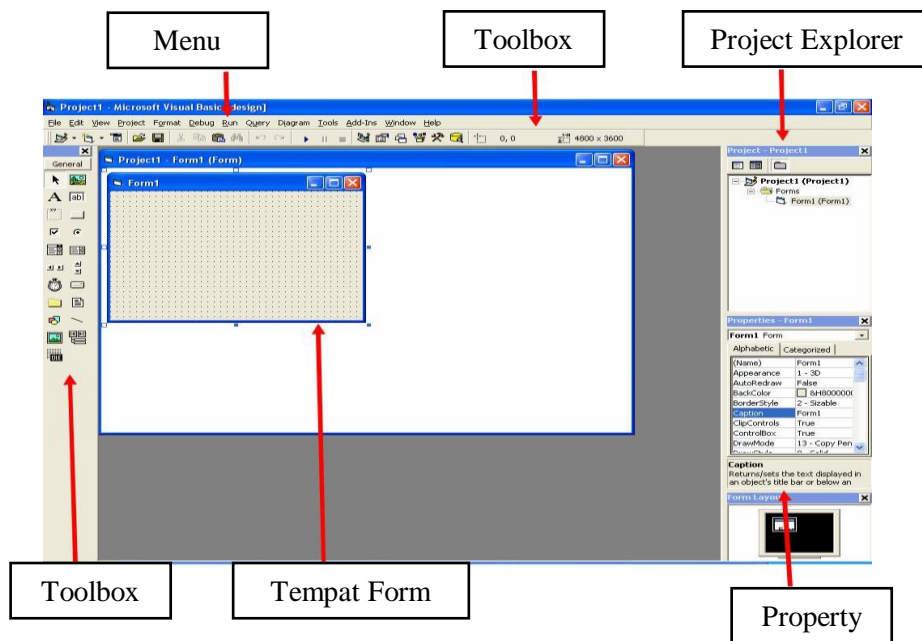 Menu
Toolbox
Project Explorer
Project1 - Microsoft Visual Basic [design]
File Edit View Project Format Debug Run Query Diagram Tools Add-Ins Window Help
0, 0
4800 x 3600
General
Project1 - Form1 (Form)
Form1
Project - Project1
Project1 (Project1)
Forms
Form1 (Form1)
Properties - Form1
Form1 Form
Alphabetic Categorized
(Name) Form1
Appearance 1 - 3D
AutoRedraw False
BackColor &H8000000
BorderStyle 2 - Sizable
Caption Form1
ClipControls True
ControlBox True
DrawMode 13 - Copy Pen
Caption
Returns/sets the text displayed in
an object's title bar or below an
Form Layout
Toolbox
Tempat Form
Property